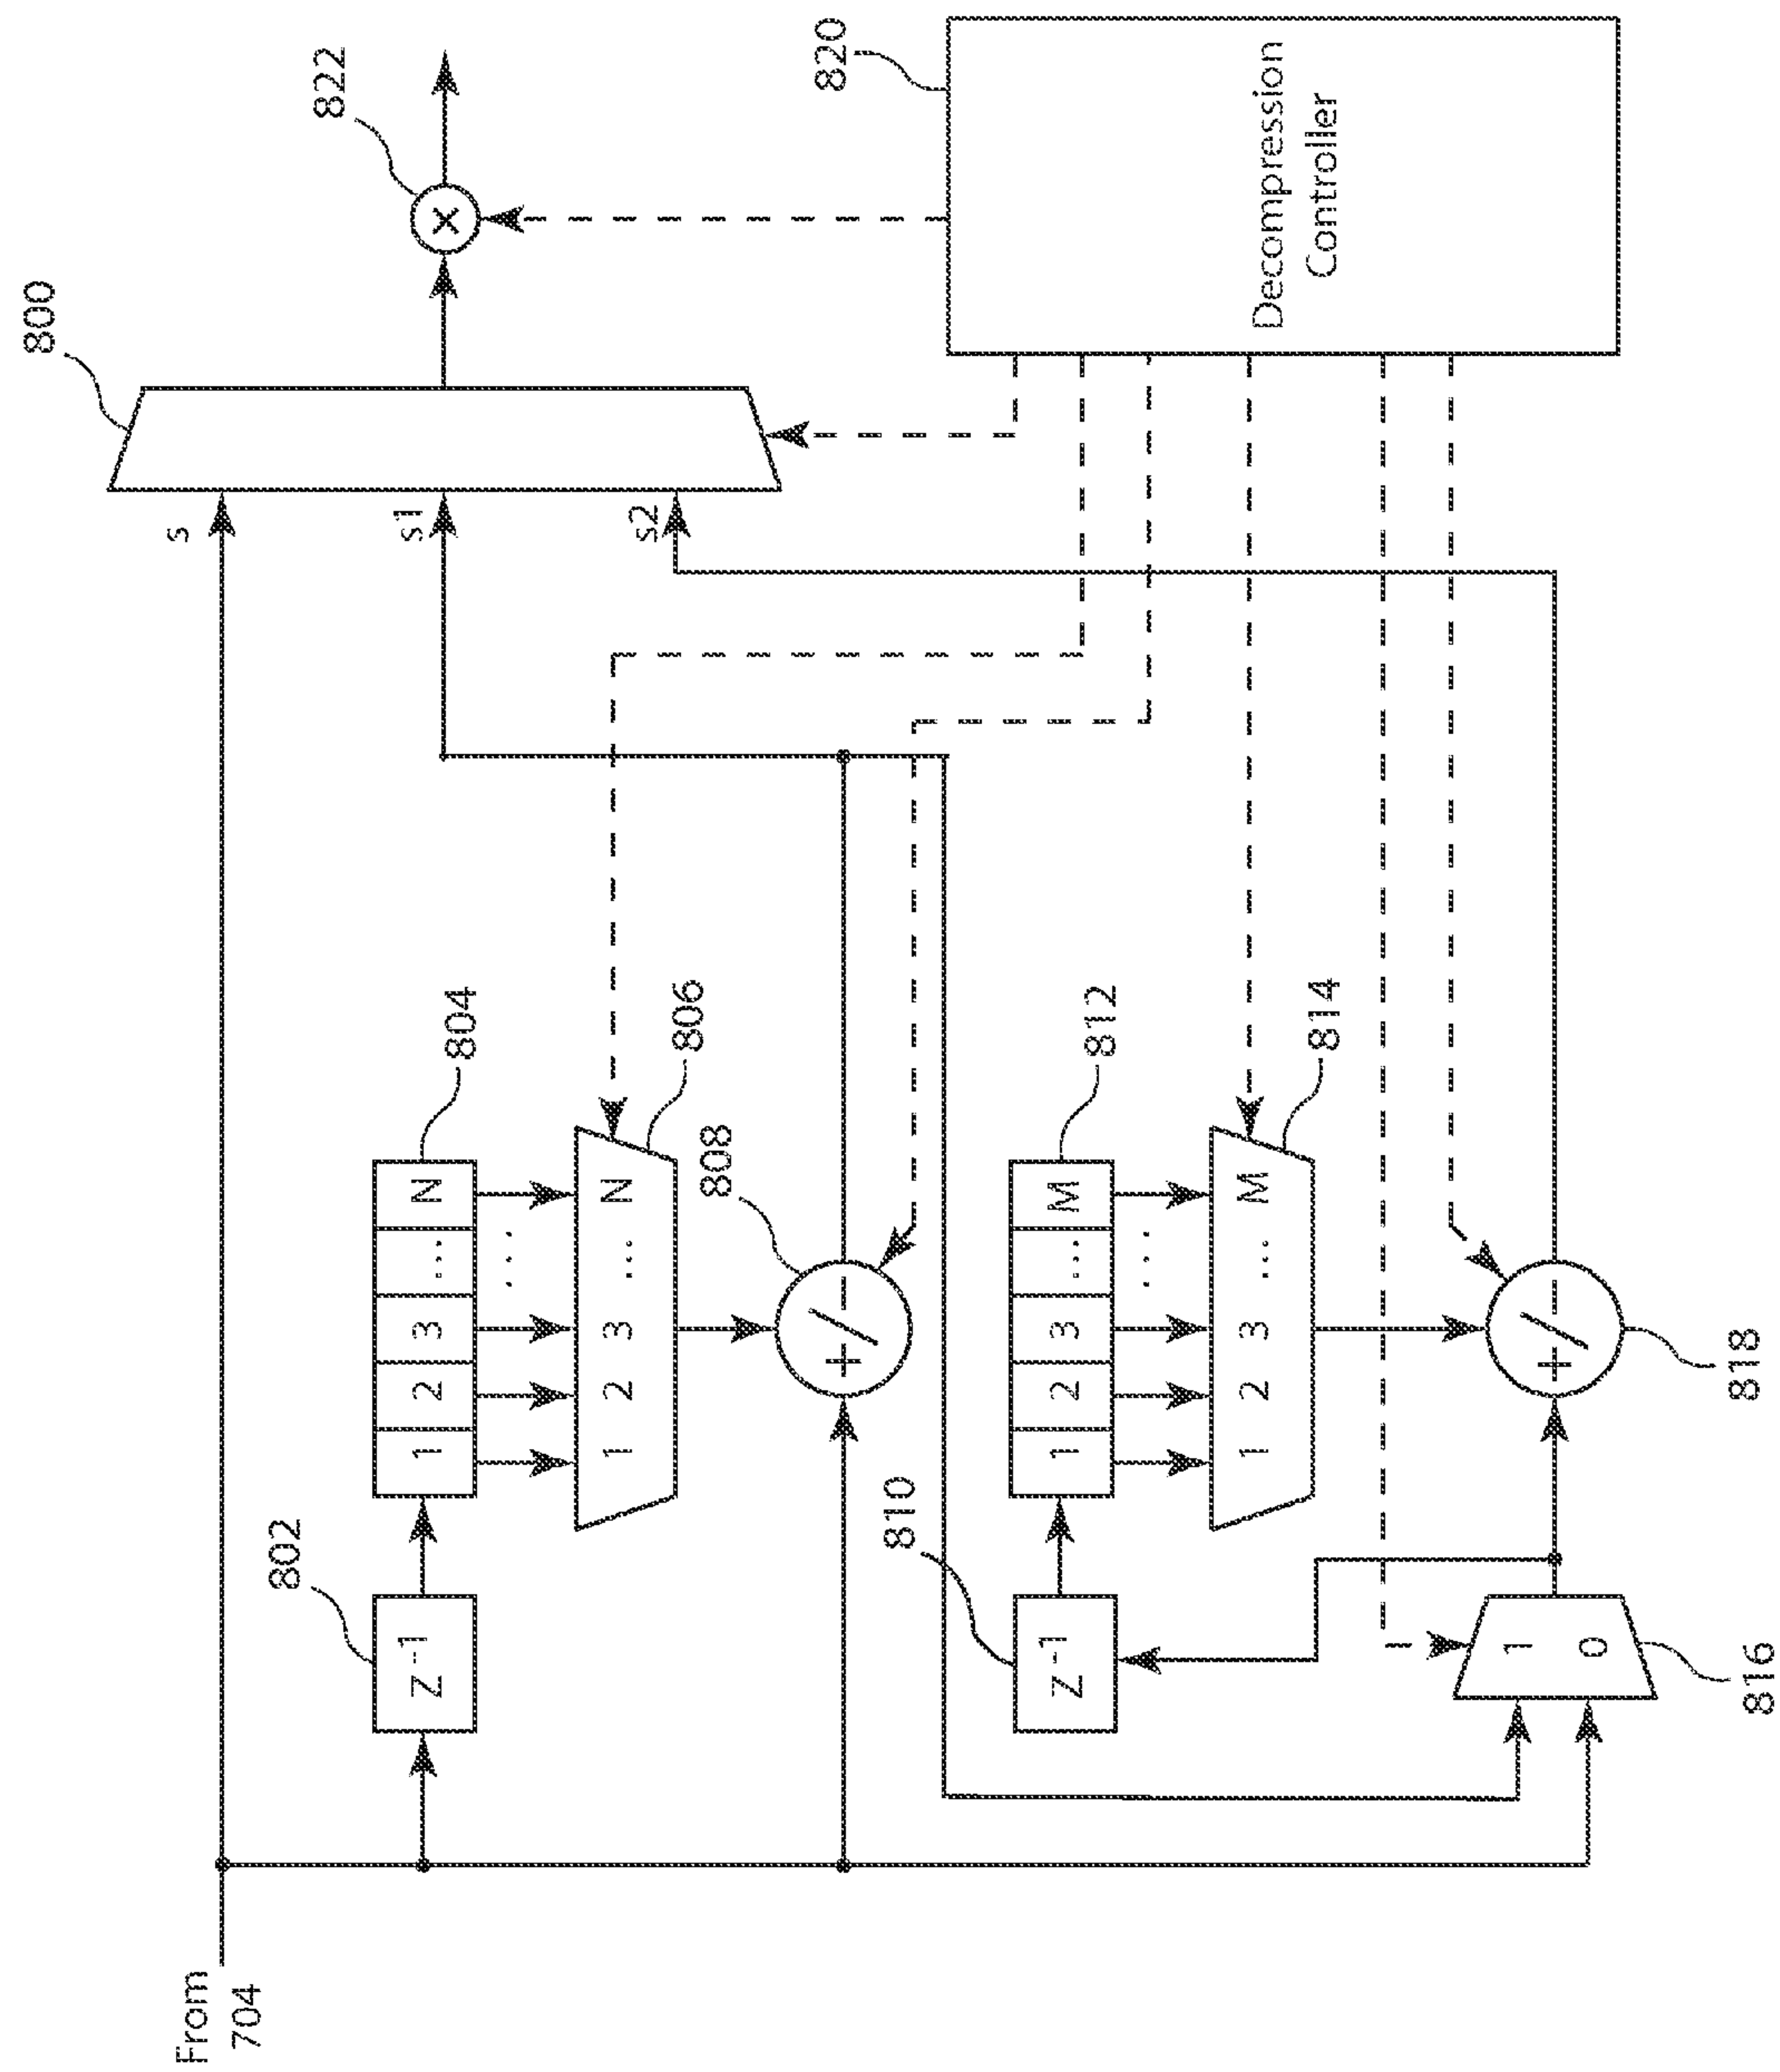 From
704
s
s1
s2
800
822
802
Z⁻¹
1 2 3 ... N
804
...
1 2 3 ... N
806
+/−
808
810
Z⁻¹
1 2 3 ... M
812
...
1 2 3 ... M
814
1
0
816
+/−
818
820
Decompression
Controller
×